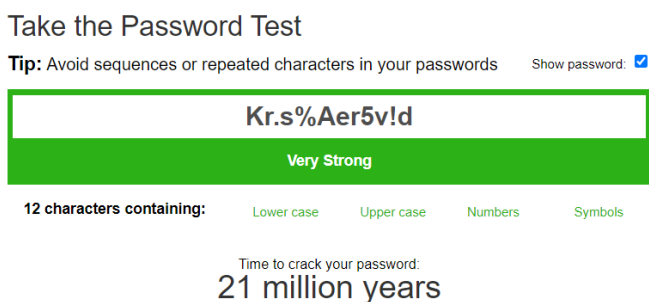 Take the Password Test
Tip: Avoid sequences or repeated characters in your passwords Show password:
Kr.s%Aer5v!d
Very Strong
12 characters containing: Lower case Upper case Numbers Symbols
Time to crack your password:
21 million years